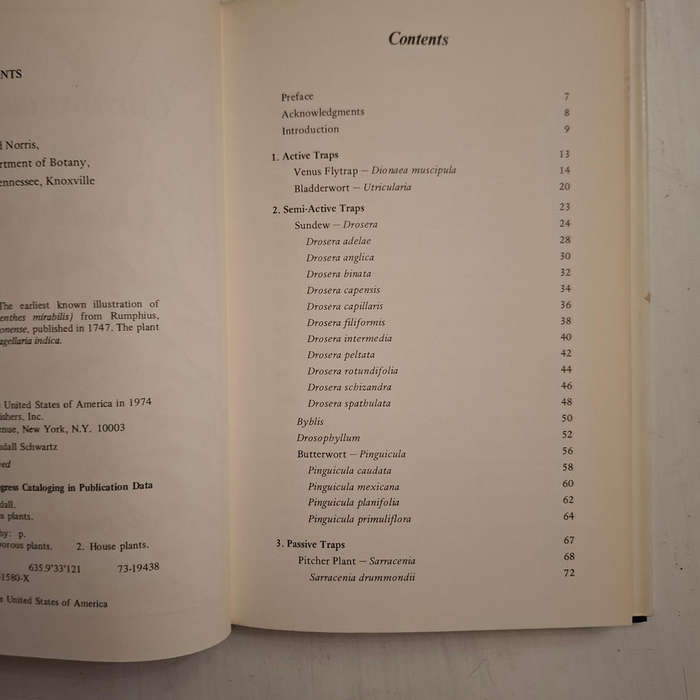 NTS
Norris,
rtment of Botany,
ennessee, Knoxville
The earliest known illustration of
enthes mirabilis) from Rumphius,
onense, published in 1747. The plant
agellaria indica.
United States of America in 1974
ishers, Inc.
enue, New York, N.Y. 10003
ndall Schwartz
ed
gress Cataloging in Publication Data
dall.
s plants.
hy: p.
vorous plants. 2. House plants.
635.9'33'121 73-19438
1580-X
United States of America
Contents
Preface 7
Acknowledgments 8
Introduction 9
1. Active Traps 13
Venus Flytrap — Dionaea muscipula 14
Bladderwort — Utricularia 20
2. Semi-Active Traps 23
Sundew — Drosera 24
Drosera adelae 28
Drosera anglica 30
Drosera binata 32
Drosera capensis 34
Drosera capillaris 36
Drosera filiformis 38
Drosera intermedia 40
Drosera peltata 42
Drosera rotundifolia 44
Drosera schizandra 46
Drosera spathulata 48
Byblis 50
Drosophyllum 52
Butterwort — Pinguicula 56
Pinguicula caudata 58
Pinguicula mexicana 60
Pinguicula planifolia 62
Pinguicula primuliflora 64
3. Passive Traps 67
Pitcher Plant — Sarracenia 68
Sarracenia drummondii 72